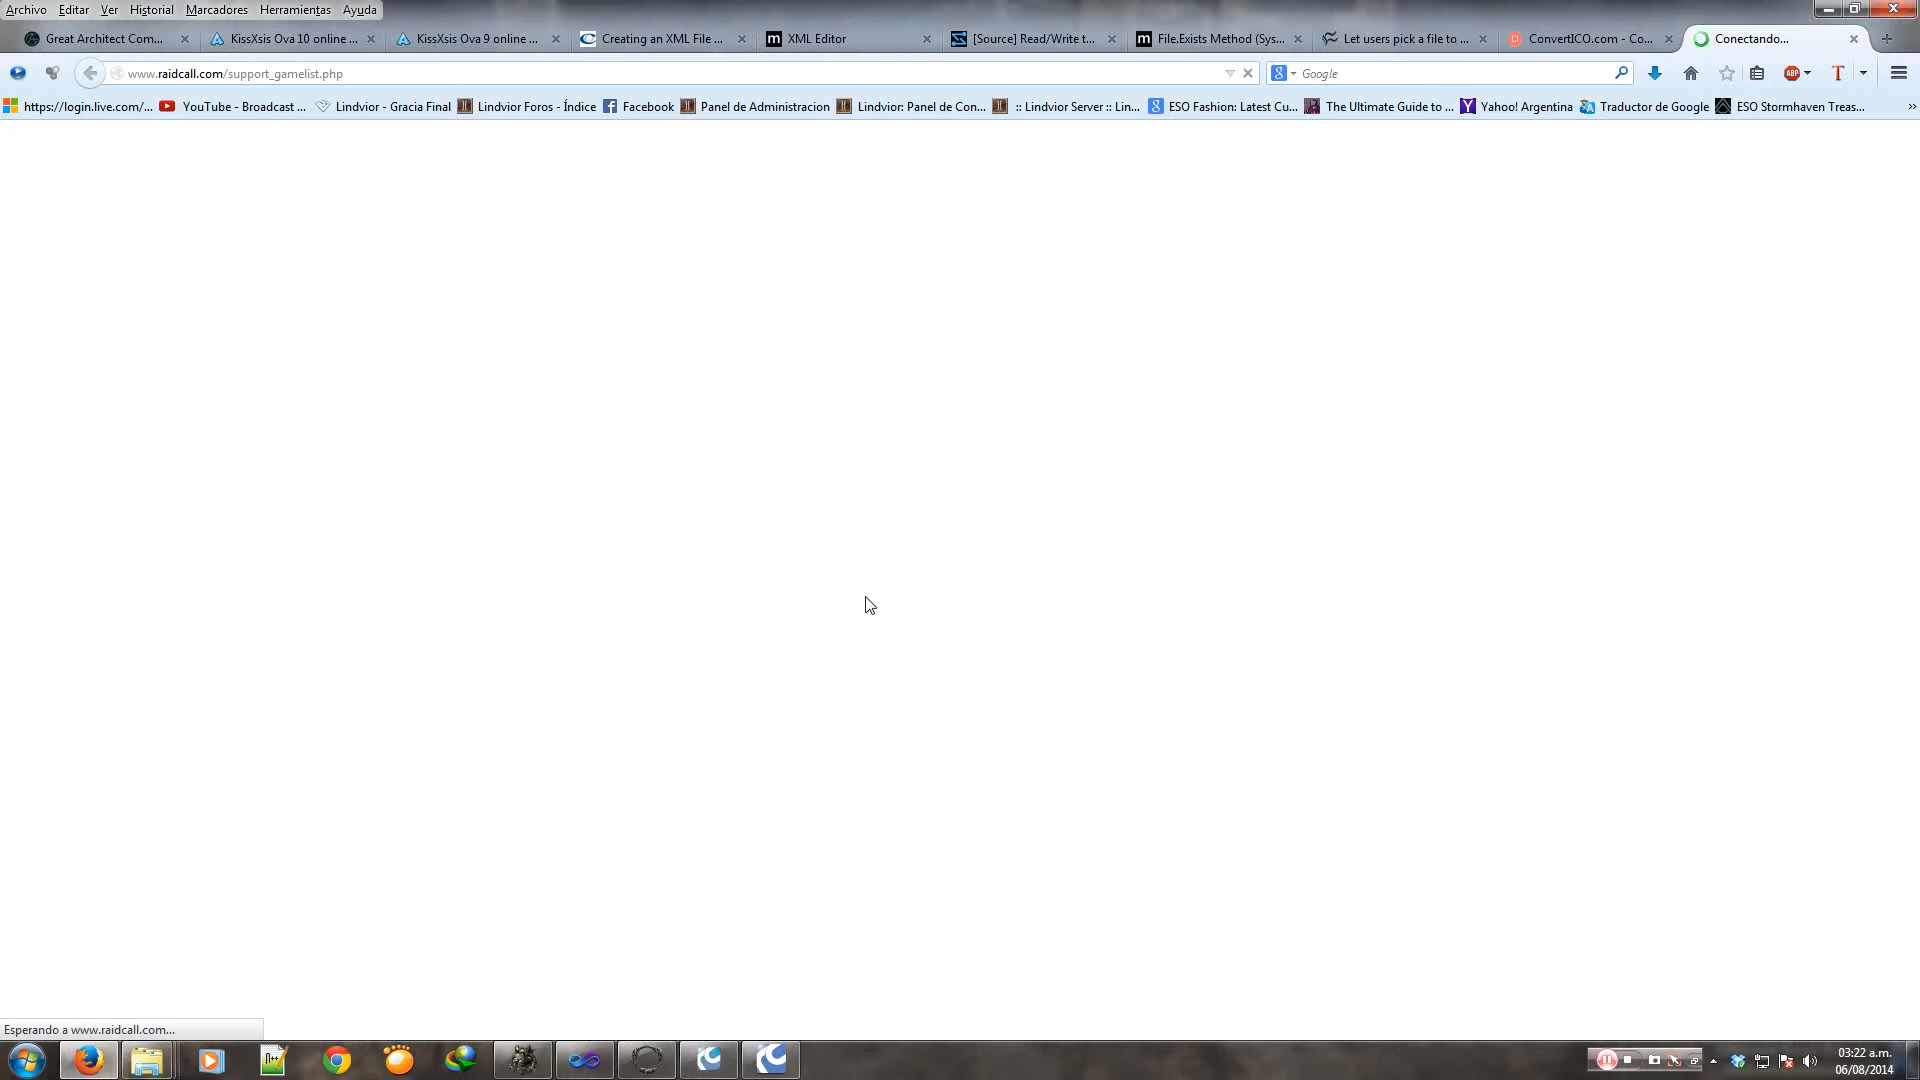 Archivo Editar Ver Historial Marcadores Herramientas Ayuda
Great Architect Com... KissXsis Ova 10 online ... KissXsis Ova 9 online ... Creating an XML File ... XML Editor [Source] Read/Write t... File.Exists Method (Sys... Let users pick a file to ... ConvertICO.com - Co... Conectando...
www.raidcall.com/support_gamelist.php Google
https://login.live.com/... YouTube - Broadcast ... Lindvior - Gracia Final Lindvior Foros - Índice Facebook Panel de Administracion Lindvior: Panel de Con... :: Lindvior Server :: Lin... ESO Fashion: Latest Cu... The Ultimate Guide to ... Yahoo! Argentina Traductor de Google ESO Stormhaven Treas...
Esperando a www.raidcall.com...
03:22 a.m.
06/08/2014